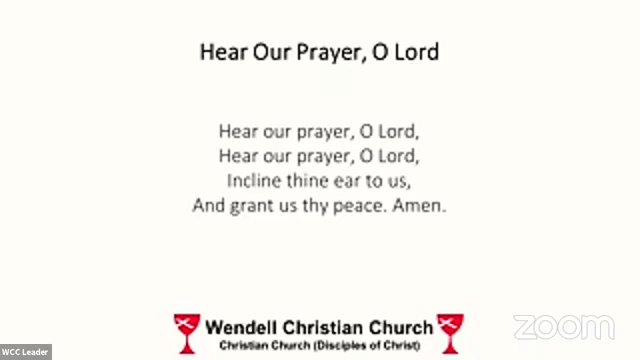 Hear Our Prayer, O Lord
Hear our prayer, O Lord,
Hear our prayer, O Lord,
Incline thine ear to us,
And grant us thy peace. Amen.
Wendell Christian Church
Christian Church (Disciples of Christ)
zoom
WCC Leader